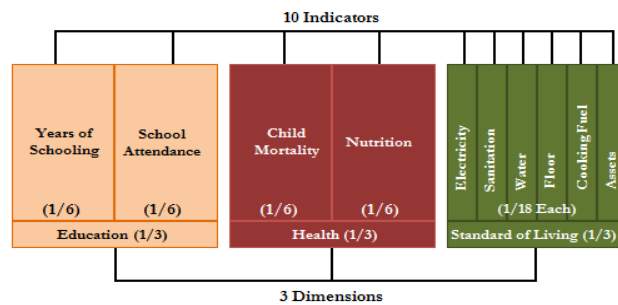 10 Indicators
Years of
Schooling
(1/6)
School
Attendance
(1/6)
Education (1/3)
Child
Mortality
(1/6)
Nutrition
(1/6)
Health (1/3)
Electricity
Sanitation
Water
Floor
Cooking Fuel
Assets
(1/18 Each)
Standard of Living (1/3)
3 Dimensions